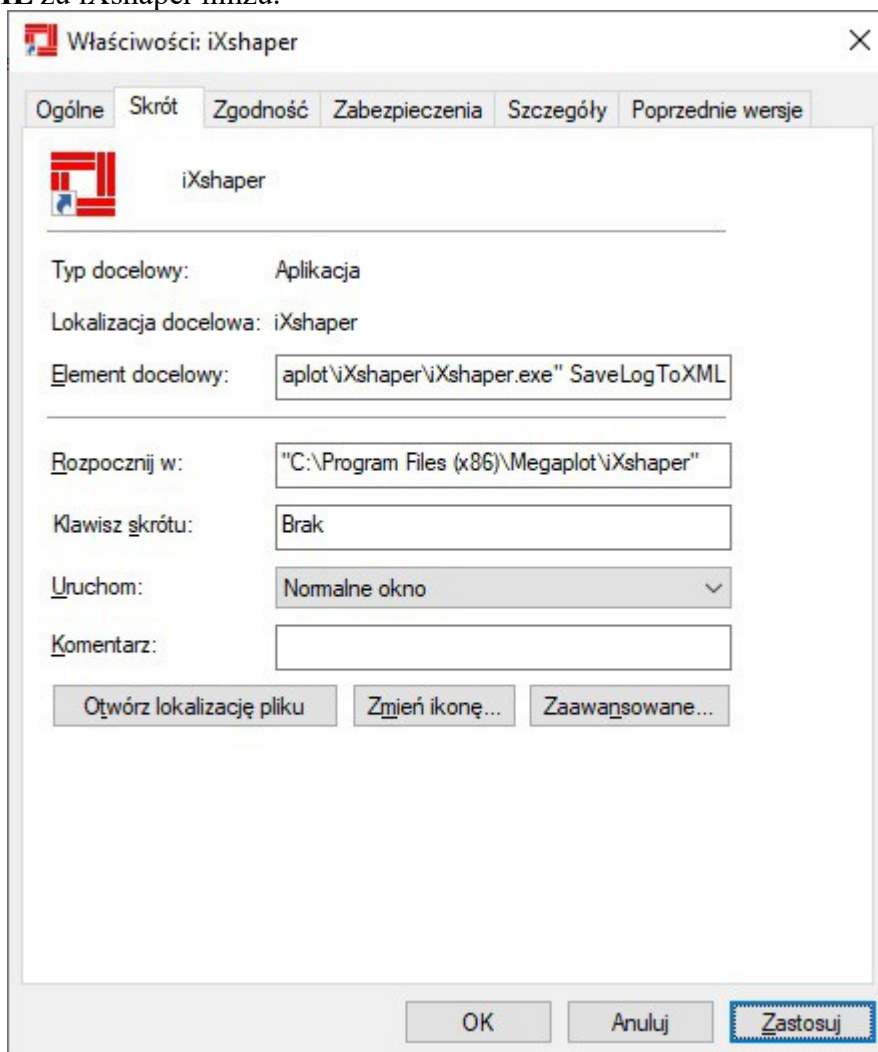 Właściwości: iXshaper
Ogólne Skrót Zgodność Zabezpieczenia Szczegóły Poprzednie wersje
iXshaper
Typ docelowy: Aplikacja
Lokalizacja docelowa: iXshaper
Element docelowy: aplot\iXshaper\iXshaper.exe" SaveLogToXML
Rozpocznij w: "C:\Program Files (x86)\Megaplot\iXshaper"
Klawisz skrótu: Brak
Uruchom: Normalne okno
Komentarz:
Otwórz lokalizację pliku Zmień ikonę... Zaawansowane...
OK Anuluj Zastosuj